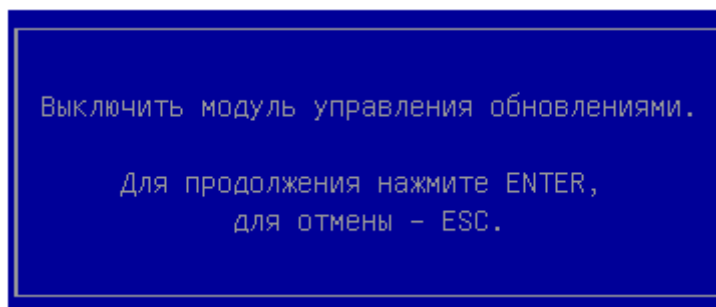 Выключить модуль управления обновлениями.
Для продолжения нажмите ENTER,
для отмены - ESC.